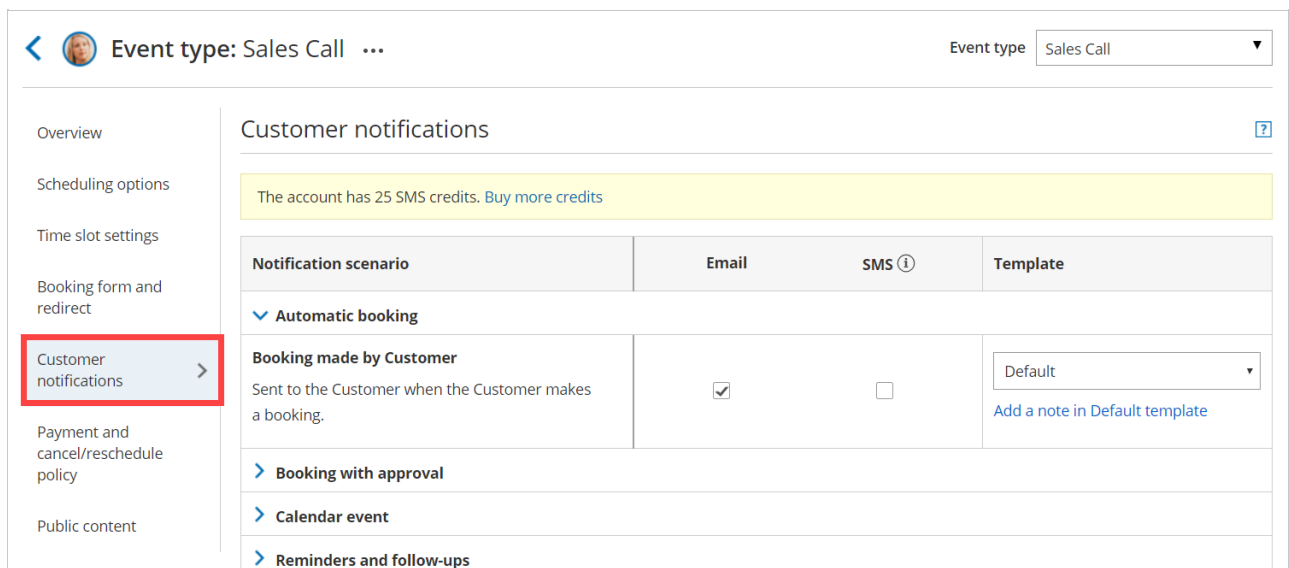 Event type: Sales Call ...
Event type
Sales Call
Overview
Scheduling options
Time slot settings
Booking form and
redirect
Customer
notifications
Payment and
cancel/reschedule
policy
Public content
Customer notifications
?
The account has 25 SMS credits. Buy more credits
Notification scenario
Email
SMS i
Template
Automatic booking
Booking made by Customer
Sent to the Customer when the Customer makes
a booking.
Default
Add a note in Default template
Booking with approval
Calendar event
Reminders and follow-ups